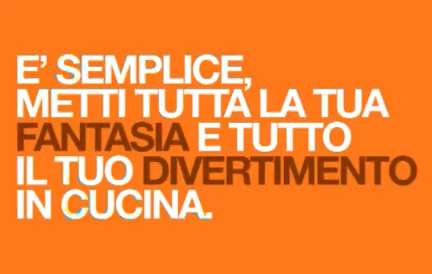 E' SEMPLICE,
METTI TUTTA LA TUA
FANTASIA E TUTTO
IL TUO DIVERTIMENTO
IN CUCINA.